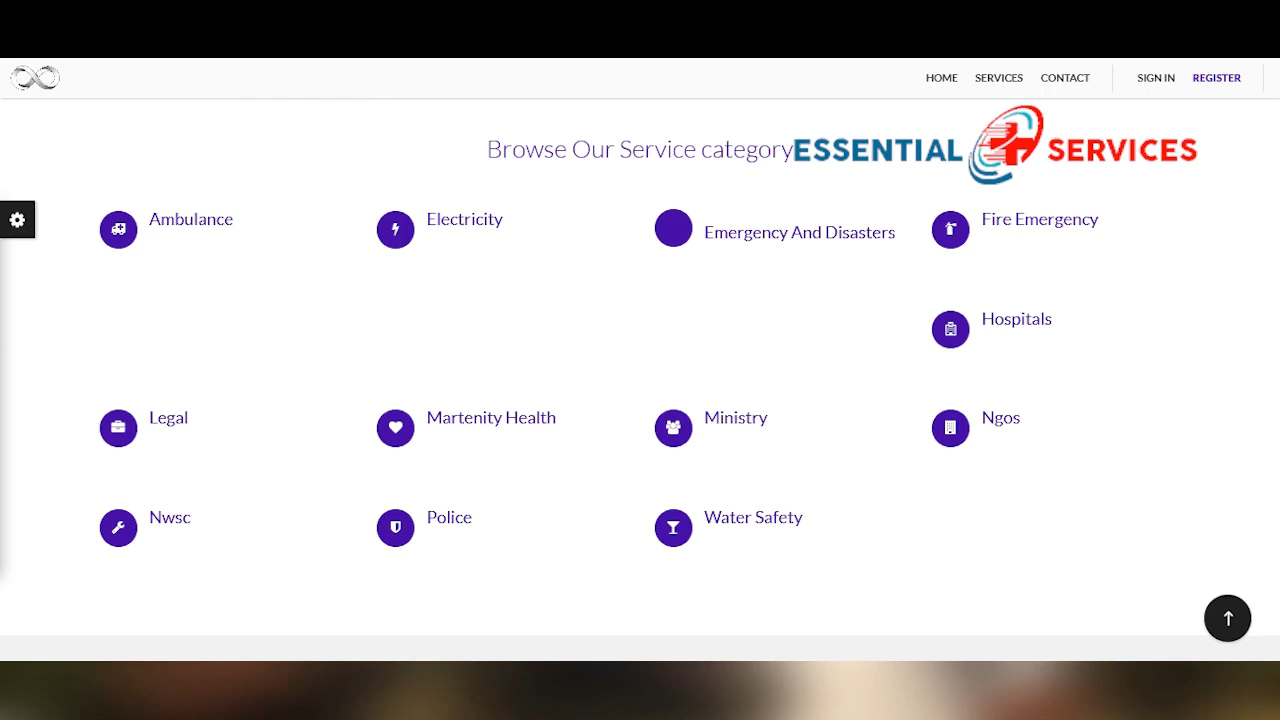 HOME SERVICES CONTACT SIGN IN REGISTER
Browse Our Service category
ESSENTIAL SERVICES
Ambulance
Electricity
Emergency And Disasters
Fire Emergency
Hospitals
Legal
Martenity Health
Ministry
Ngos
Nwsc
Police
Water Safety